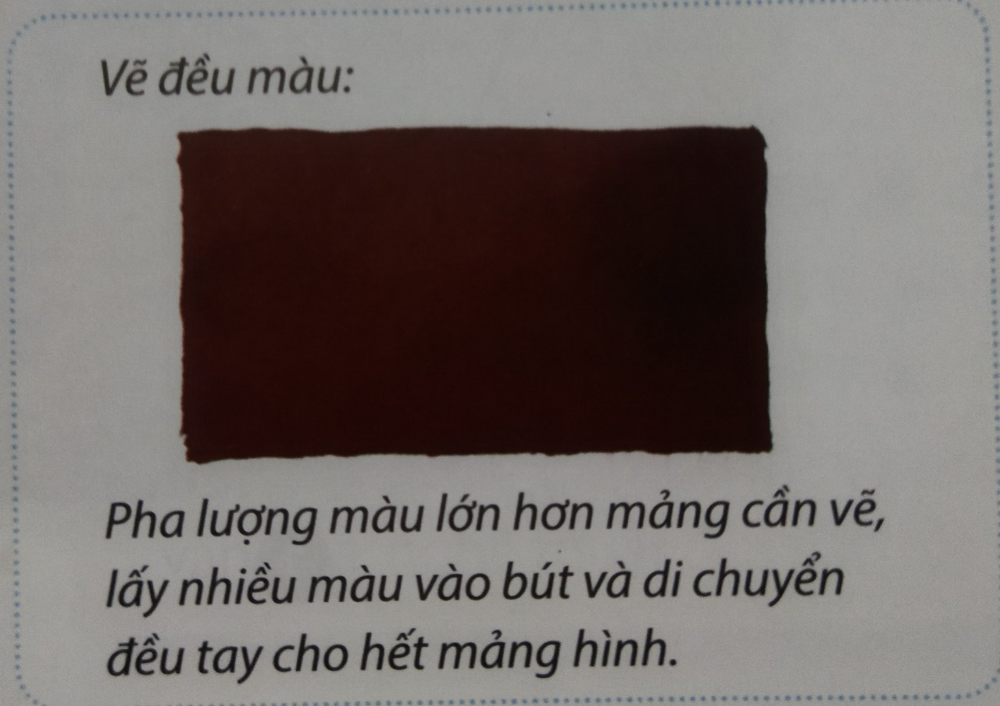 Vẽ đều màu:
Pha lượng màu lớn hơn mảng cần vẽ,
lấy nhiều màu vào bút và di chuyển
đều tay cho hết mảng hình.